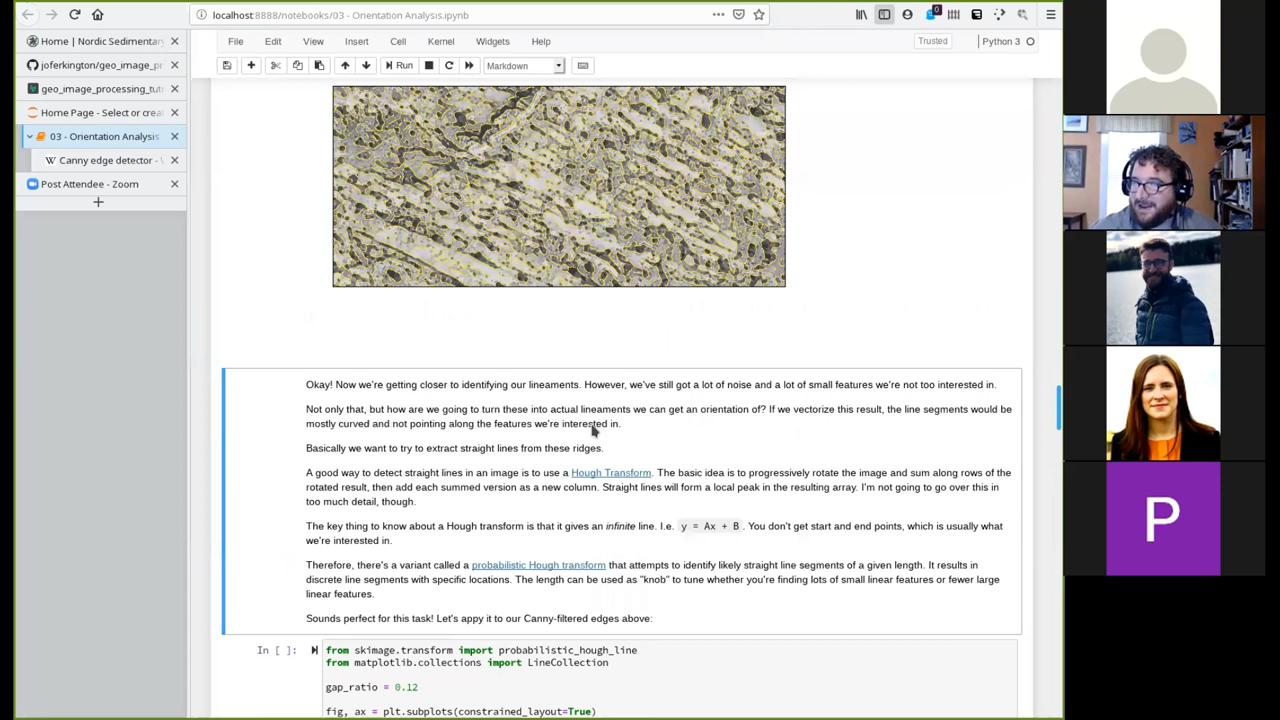 localhost:8888/notebooks/03 - Orentation Analysis.ipynb
0
Home | Nordic Sedimentary
joferkington/geo_image_pr
geo_image_processing_tut
Home Page - Select or crea
03 - Orentation Analysis
W Canny edge detector -
Post Attendee - Zoom
File Edit View Insert Cell Kernel Widgets Help
Trusted Python 3
Run Markdown
Okay! Now we're getting closer to identifying our lineaments. However, we've still got a lot of noise and a lot of small features we're not too interested in.
Not only that, but how are we going to turn these into actual lineaments we can get an orientation of? If we vectorize this result, the line segments would be
mostly curved and not pointing along the features we're interested in.
Basically we want to try to extract straight lines from these ridges.
A good way to detect straight lines in an image is to use a Hough Transform. The basic idea is to progressively rotate the image and sum along rows of the
rotated result, then add each summed version as a new column. Straight lines will form a local peak in the resulting array. I'm not going to go over this in
too much detail, though.
The key thing to know about a Hough transform is that it gives an infinite line. I.e. y = Ax + B . You don't get start and end points, which is usually what
we're interested in.
Therefore, there's a variant called a probabilistic Hough transform that attempts to identify likely straight line segments of a given length. It results in
discrete line segments with specific locations. The length can be used as "knob" to tune whether you're finding lots of small linear features or fewer large
linear features.
Sounds perfect for this task! Let's appy it to our Canny-filtered edges above:
In [ ]:
from skimage.transform import probabilistic_hough_line
from matplotlib.collections import LineCollection
gap_ratio = 0.12
fig, ax = plt.subplots(constrained_layout=True)
P